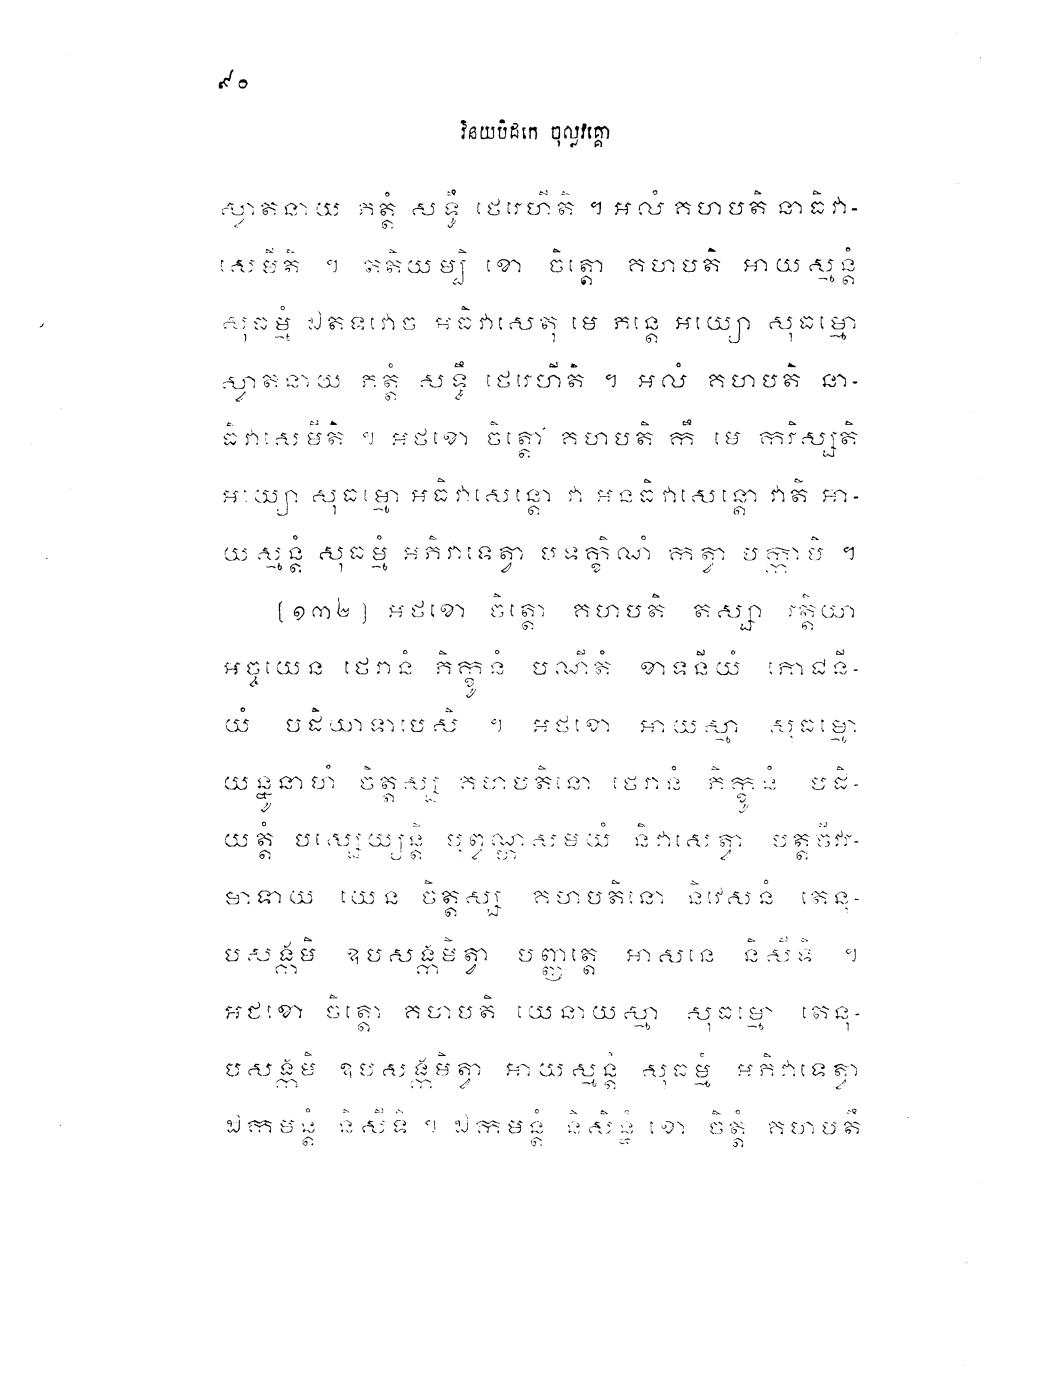 ៩០
វិនយបិដកេ ចុល្លវគ្គោ
ស្វាតនាយ ភត្តំ សទ្ធឹ ថេរេហីតិ ។ អលំ គហបតិ នាធិវា-
សេមីតិ ។ តតិយម្បិ ខោ ចិត្តោ គហបតិ អាយស្មន្តំ
សុធម្មំ ឯតទវោច អធិវាសេតុ មេ ភន្តេ អយ្យោ សុធម្មោ
ស្វាតនាយ ភត្តំ សទ្ធឹ ថេរេហីតិ ។ អលំ គហបតិ នា-
ធិវាសេមីតិ ។ អថខោ ចិត្តោ គហបតិ កឹ មេ ករិស្សតិ
អយ្យោ សុធម្មោ អធិវាសេន្តោ វា អនធិវាសេន្តោ វាតិ អា-
យស្មន្តំ សុធម្មំ អភិវាទេត្វា បទក្ខិណំ កត្វា បក្កាមិ ។
[១៣២] អថខោ ចិត្តោ គហបតិ តស្សា រត្តិយា
អច្ចយេន ថេរានំ ភិក្ខូនំ បណីតំ ខាទនីយំ ភោជនី-
យំ បដិយាទាបេសិ ។ អថខោ អាយស្មា សុធម្មោ
យន្នូនាហំ ចិត្តស្ស គហបតិនោ ថេរានំ ភិក្ខូនំ បដិ-
យត្តំ បស្សេយ្យន្តិ បុព្វណ្ហសមយំ និវាសេត្វា បត្តចីវរ-
មាទាយ យេន ចិត្តស្ស គហបតិនោ និវេសនំ តេនុ-
បសង្កមិ ឧបសង្កមិត្វា បញ្ញត្តេ អាសនេ និសីទិ ។
អថខោ ចិត្តោ គហបតិ យេនាយស្មា សុធម្មោ តេនុ-
បសង្កមិ ឧបសង្កមិត្វា អាយស្មន្តំ សុធម្មំ អភិវាទេត្វា
ឯកមន្តំ និសីទិ ។ ឯកមន្តំ និសិន្នំ ខោ ចិត្តំ គហបតឹ